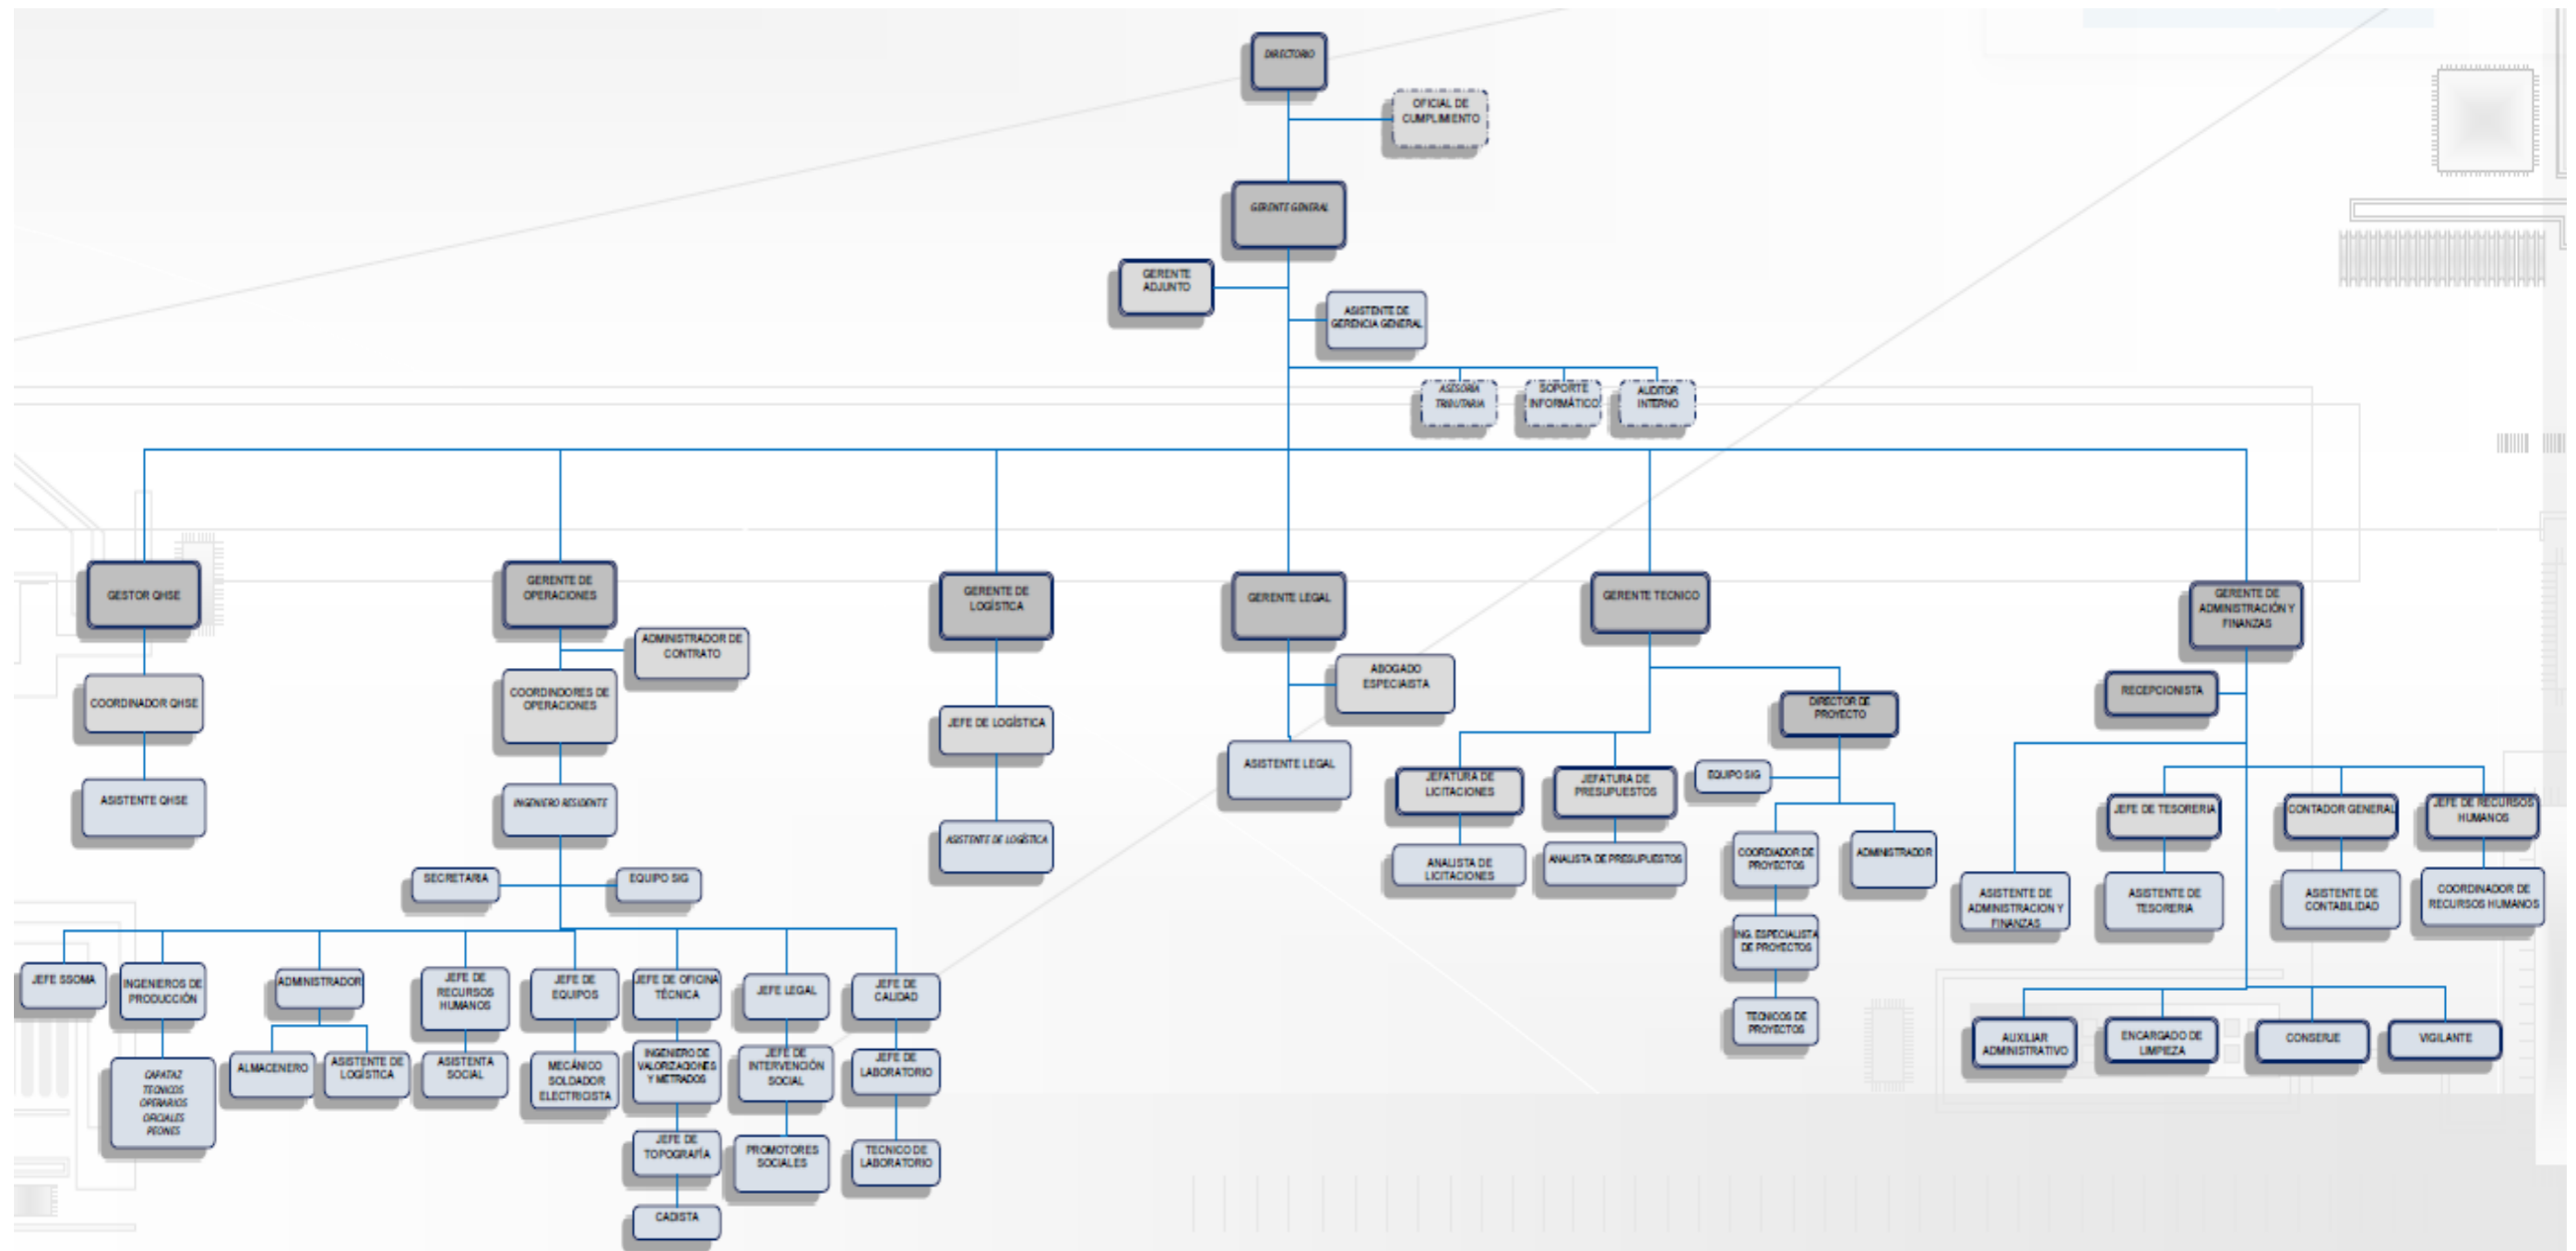 DIRECTORIO
OFICIAL DE
CUMPLIMIENTO
GERENTE GENERAL
GERENTE
ADJUNTO
ASISTENTE DE
GERENCIA GENERAL
ASESORÍA
TRIBUTARIA
SOPORTE
INFORMÁTICO
AUDITOR
INTERNO
GESTOR QHSE
COORDINADOR QHSE
ASISTENTE QHSE
GERENTE DE
OPERACIONES
ADMINISTRADOR DE
CONTRATO
COORDINDORES DE
OPERACIONES
INGENIERO RESIDENTE
SECRETARIA
EQUIPO SIG
JEFE SSOMA
INGENIEROS DE
PRODUCCIÓN
CAPATAZ
TECNICOS
OPERARIOS
OFICIALES
PEONES
ADMINISTRADOR
ALMACENERO
ASISTENTE DE
LOGÍSTICA
JEFE DE
RECURSOS
HUMANOS
ASISTENTA
SOCIAL
JEFE DE
EQUIPOS
MECÁNICO
SOLDADOR
ELECTRICISTA
JEFE DE OFICINA
TÉCNICA
INGENIERO DE
VALORIZACIONES
Y METRADOS
JEFE DE
TOPOGRAFÍA
CADISTA
JEFE LEGAL
JEFE DE
INTERVENCIÓN
SOCIAL
PROMOTORES
SOCIALES
JEFE DE
CALIDAD
JEFE DE
LABORATORIO
TECNICO DE
LABORATORIO
GERENTE DE
LOGÍSTICA
JEFE DE LOGÍSTICA
ASISTENTE DE LOGÍSTICA
GERENTE LEGAL
ABOGADO
ESPECIAISTA
ASISTENTE LEGAL
GERENTE TECNICO
JEFATURA DE
LICITACIONES
ANALISTA DE
LICITACIONES
JEFATURA DE
PRESUPUESTOS
ANALISTA DE PRESUPUESTOS
DIRECTOR DE
PROYECTO
EQUIPO SIG
COORDIADOR DE
PROYECTOS
ADMINISTRADOR
ING. ESPECIALISTA
DE PROYECTOS
TECNICOS DE
PROYECTOS
GERENTE DE
ADMINISTRACIÓN Y
FINANZAS
RECEPCIONISTA
ASISTENTE DE
ADMINISTRACION Y
FINANZAS
JEFE DE TESORERIA
ASISTENTE DE
TESORERIA
CONTADOR GENERAL
ASISTENTE DE
CONTABILIDAD
JEFE DE RECURSOS
HUMANOS
COORDINADOR DE
RECURSOS HUMANOS
AUXILIAR
ADMINISTRATIVO
ENCARGADO DE
LIMPIEZA
CONSERJE
VIGILANTE